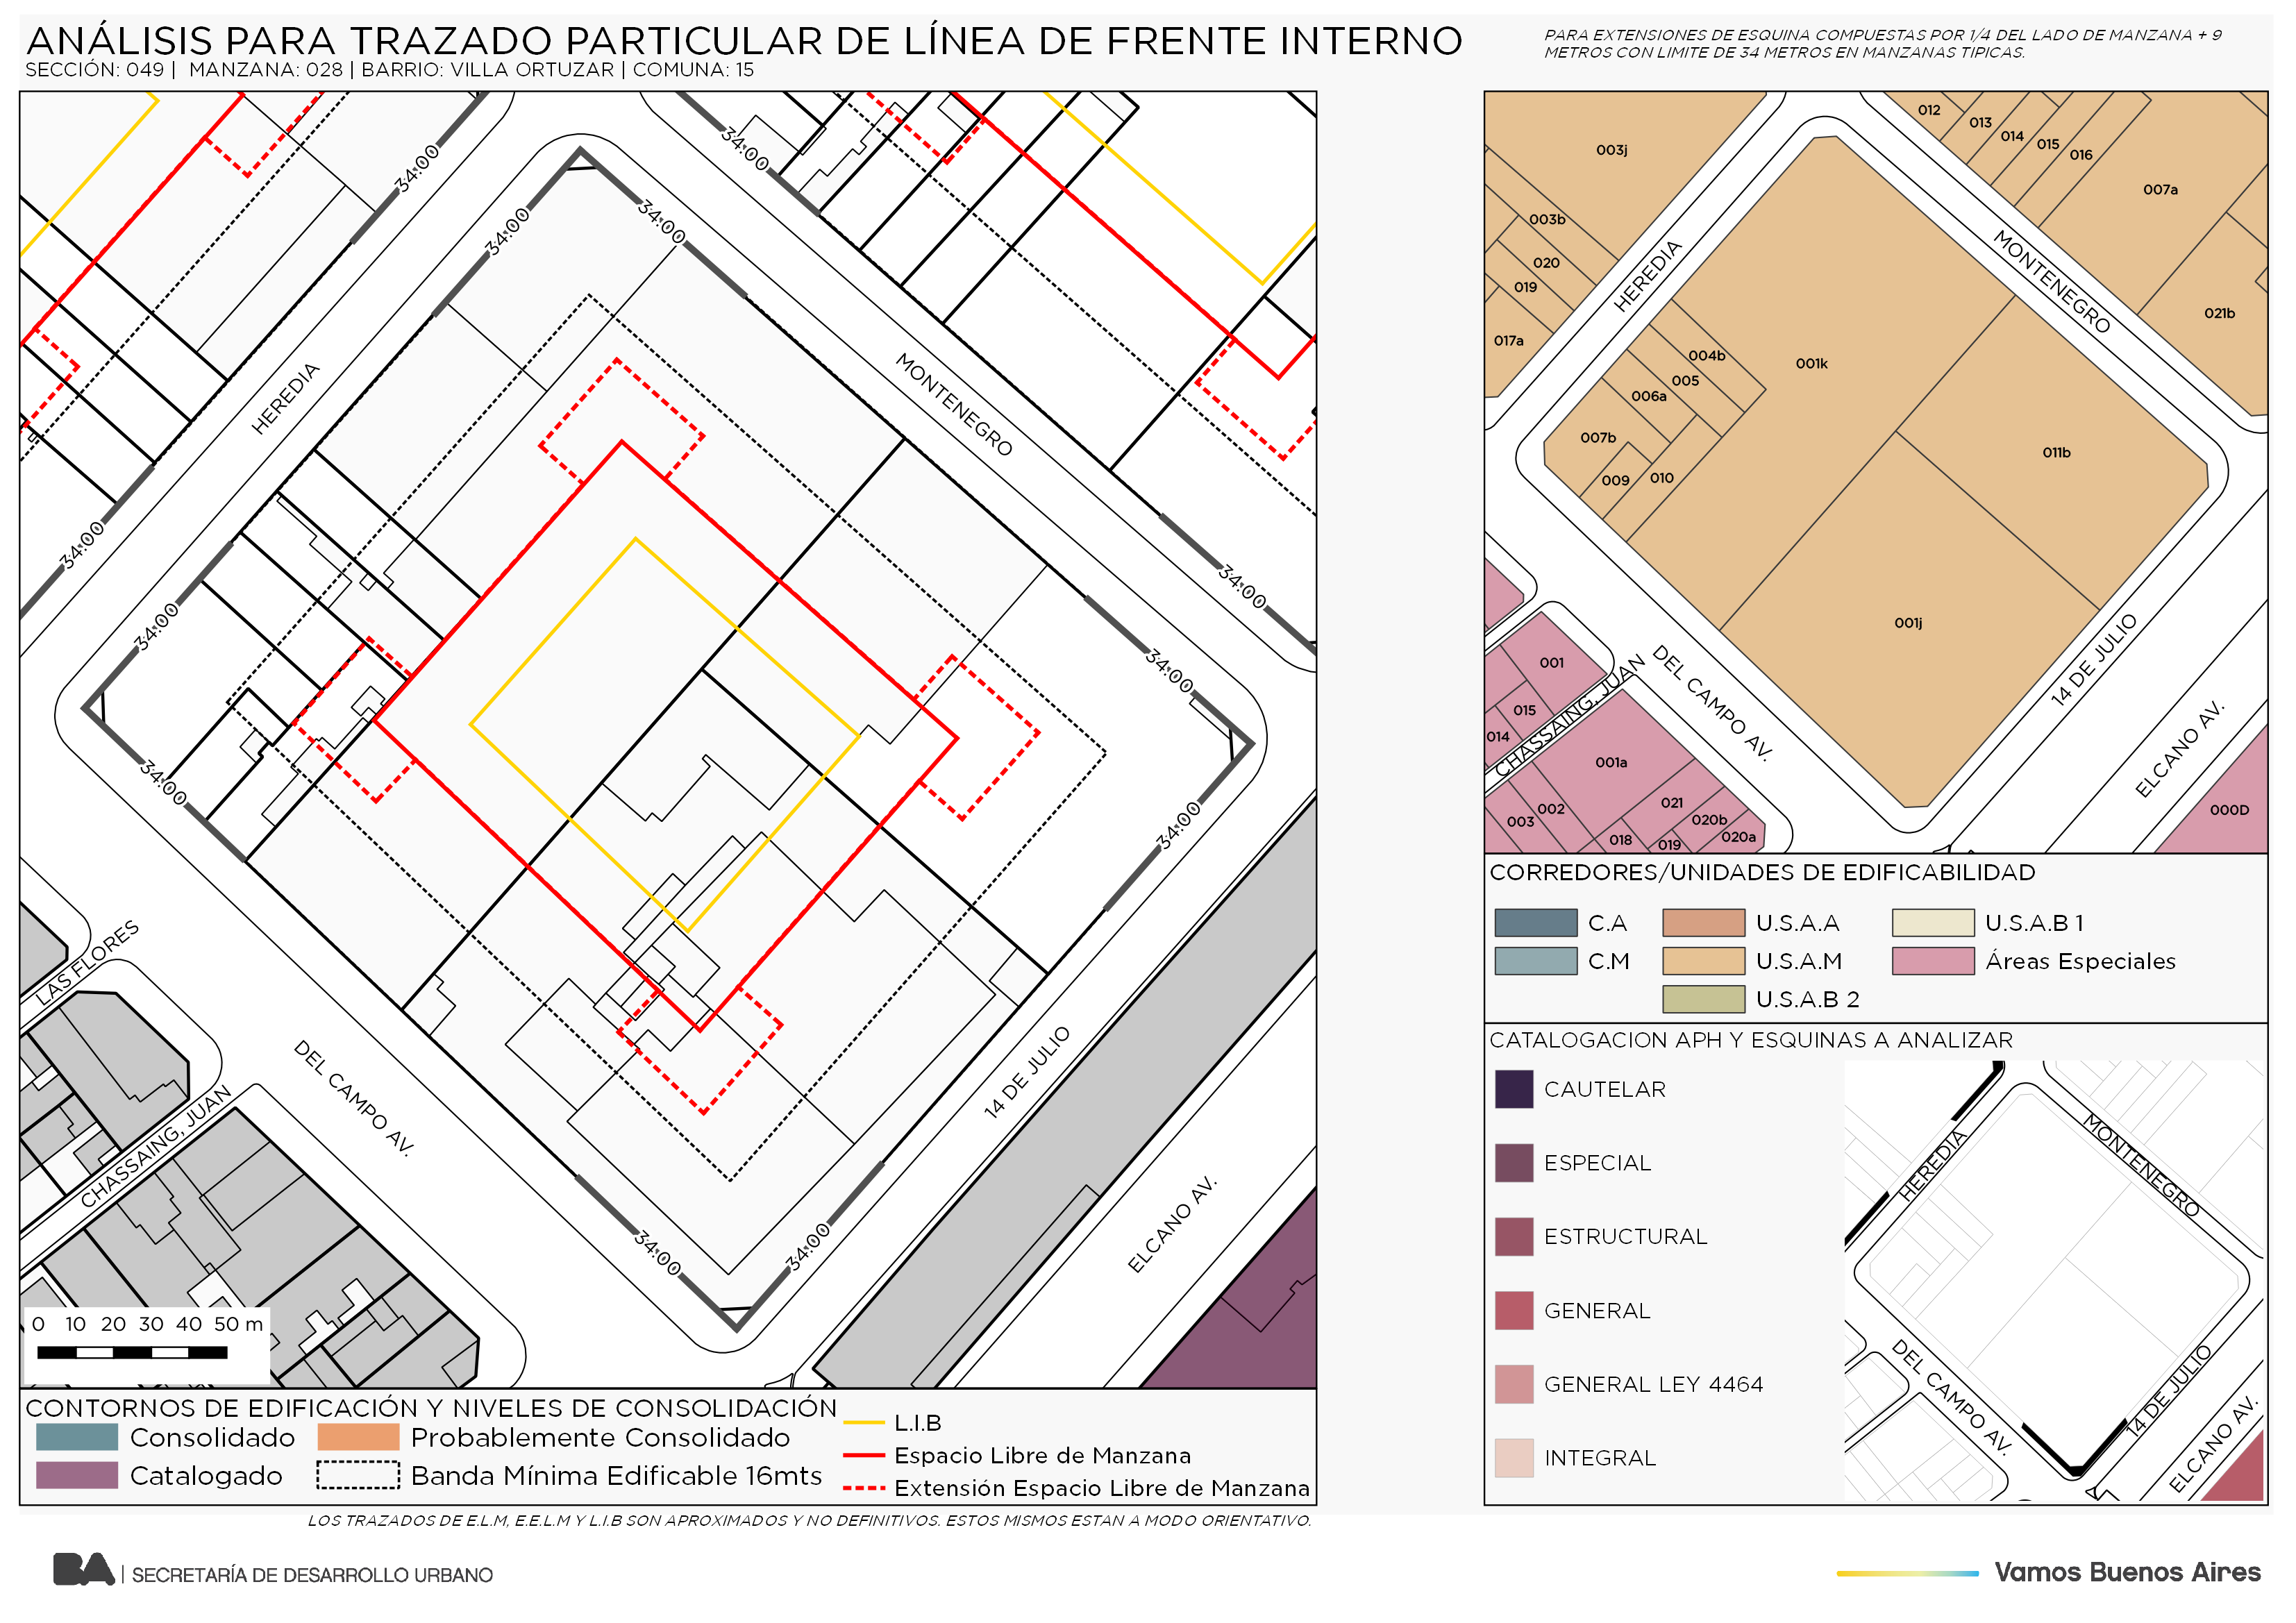 ANÁLISIS PARA TRAZADO PARTICULAR DE LÍNEA DE FRENTE INTERNO
SECCIÓN: 049 | MANZANA: 028 | BARRIO: VILLA ORTUZAR | COMUNA: 15
PARA EXTENSIONES DE ESQUINA COMPUESTAS POR 1/4 DEL LADO DE MANZANA + 9
METROS CON LIMITE DE 34 METROS EN MANZANAS TIPICAS.
34:00
34:00
34:00
34:00
HEREDIA
MONTENEGRO
34:00
34:00
34:00
34:00
34:00
34:00
LAS FLORES
CHASSAING, JUAN
DEL CAMPO AV.
14 DE JULIO
ELCANO AV.
34:00
34:00
0 10 20 30 40 50 m
CONTORNOS DE EDIFICACIÓN Y NIVELES DE CONSOLIDACIÓN
Consolidado
Probablemente Consolidado
Catalogado
Banda Mínima Edificable 16mts
L.I.B
Espacio Libre de Manzana
Extensión Espacio Libre de Manzana
LOS TRAZADOS DE E.L.M, E.E.L.M Y L.I.B SON APROXIMADOS Y NO DEFINITIVOS. ESTOS MISMOS ESTAN A MODO ORIENTATIVO.
003j
012
013
014
015
016
007a
003b
020
019
017a
021b
HEREDIA
MONTENEGRO
004b
005
006a
001k
007b
009
010
011b
001j
001
015
014
CHASSAING, JUAN
DEL CAMPO AV.
14 DE JULIO
ELCANO AV.
001a
002
003
021
020b
020a
018
019
000D
CORREDORES/UNIDADES DE EDIFICABILIDAD
C.A
U.S.A.A
U.S.A.B 1
C.M
U.S.A.M
Áreas Especiales
U.S.A.B 2
CATALOGACION APH Y ESQUINAS A ANALIZAR
CAUTELAR
ESPECIAL
ESTRUCTURAL
GENERAL
GENERAL LEY 4464
INTEGRAL
HEREDIA
MONTENEGRO
DEL CAMPO AV.
14 DE JULIO
ELCANO AV.
BA | SECRETARÍA DE DESARROLLO URBANO
Vamos Buenos Aires